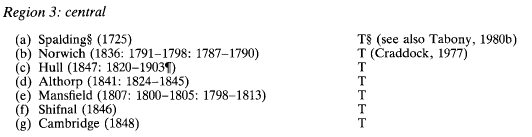 Region 3: central
(a) Spalding§ (1725) T§ (see also Tabony, 1980b)
(b) Norwich (1836: 1791–1798: 1787–1790) T (Craddock, 1977)
(c) Hull (1847: 1820–1903¶) T
(d) Althorp (1841: 1824–1845) T
(e) Mansfield (1807: 1800–1805: 1798–1813) T
(f) Shifnal (1846) T
(g) Cambridge (1848) T